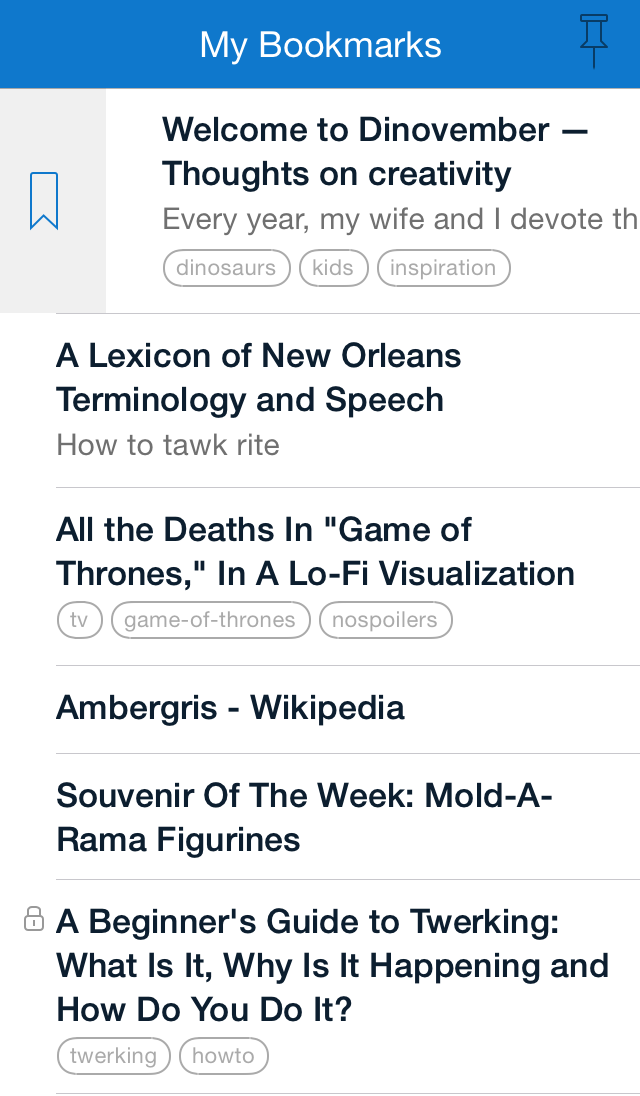 My Bookmarks
Welcome to Dinovember —
Thoughts on creativity
Every year, my wife and I devote th
dinosaurs kids inspiration
A Lexicon of New Orleans
Terminology and Speech
How to tawk rite
All the Deaths In "Game of
Thrones," In A Lo-Fi Visualization
tv game-of-thrones nospoilers
Ambergris - Wikipedia
Souvenir Of The Week: Mold-A-
Rama Figurines
A Beginner's Guide to Twerking:
What Is It, Why Is It Happening and
How Do You Do It?
twerking howto